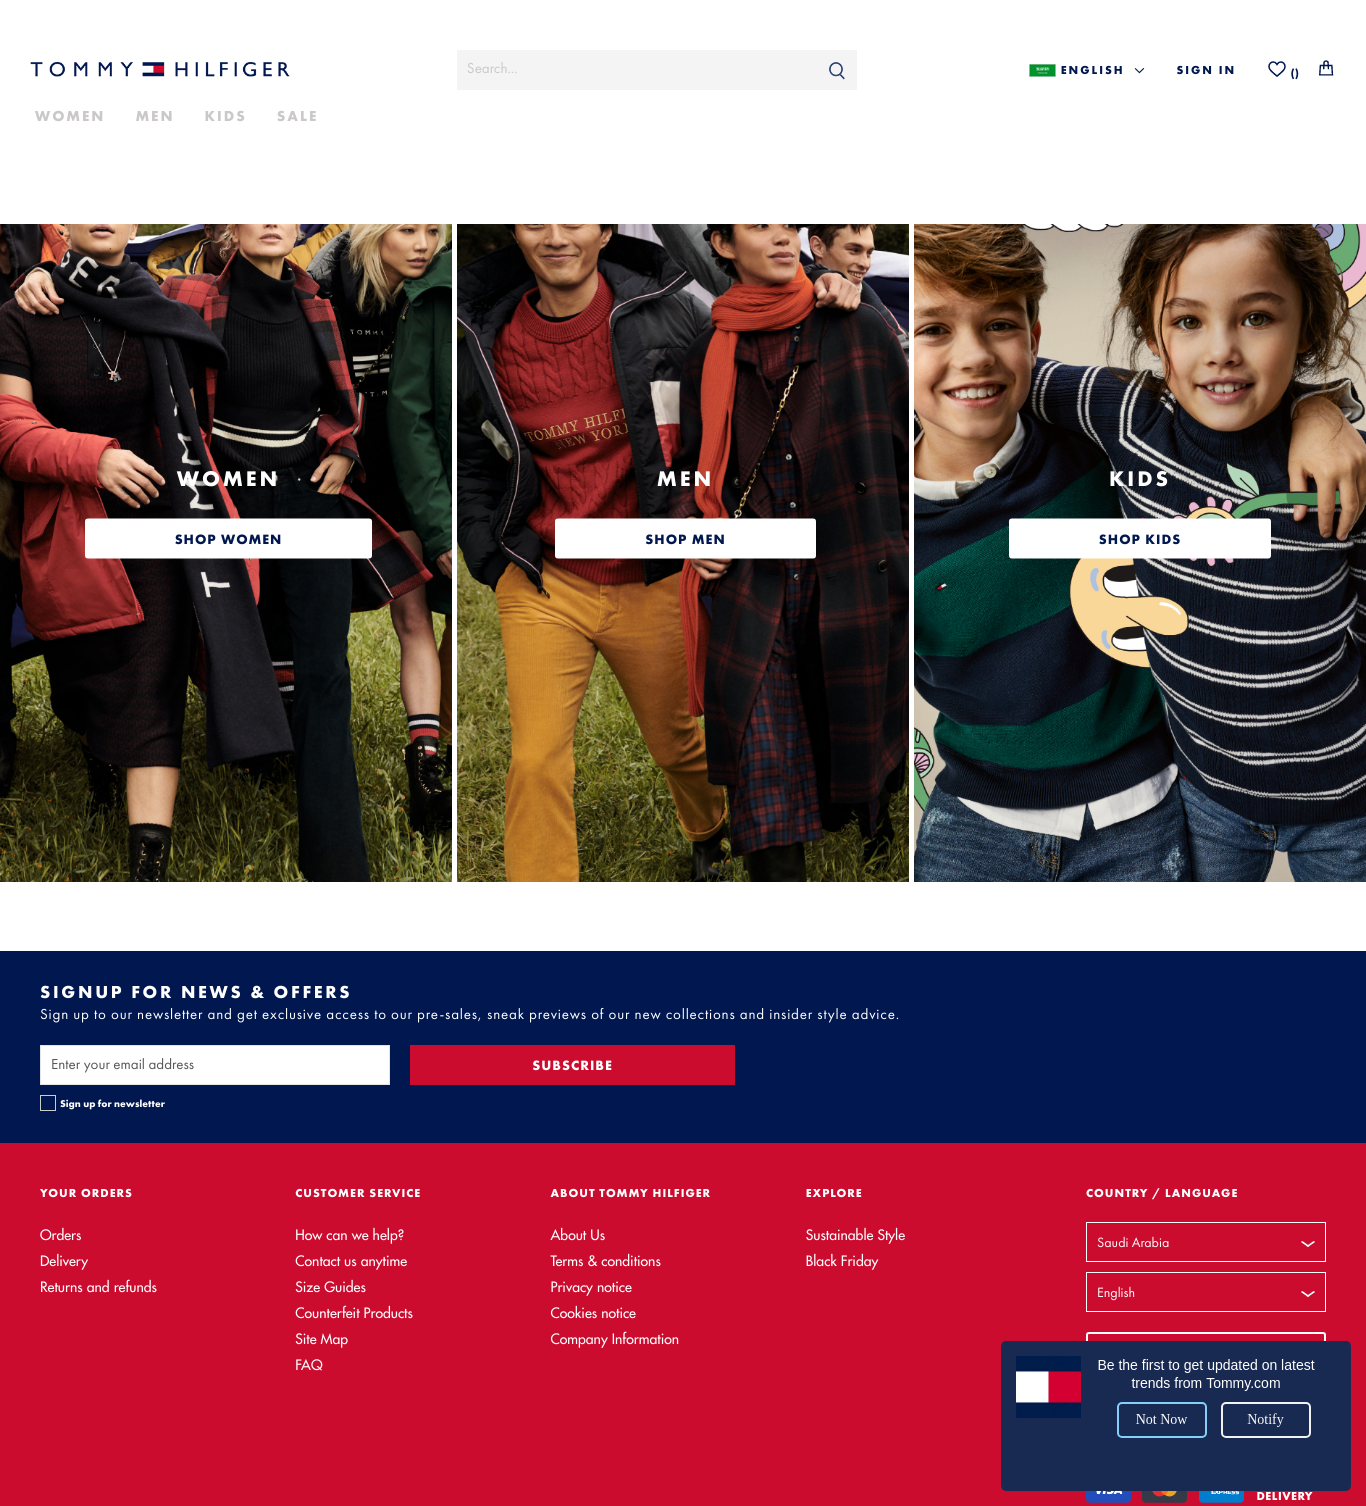 TOMMY HILFIGER
Search...
ENGLISH
SIGN IN
()
WOMEN MEN KIDS SALE
TOMMY HILFI
NEW YOR
WOMEN
SHOP WOMEN
MEN
SHOP MEN
KIDS
SHOP KIDS
SIGNUP FOR NEWS & OFFERS
Sign up to our newsletter and get exclusive access to our pre-sales, sneak previews of our new collections and insider style advice.
Enter your email address
SUBSCRIBE
Sign up for newsletter
YOUR ORDERS
Orders
Delivery
Returns and refunds
CUSTOMER SERVICE
How can we help?
Contact us anytime
Size Guides
Counterfeit Products
Site Map
FAQ
ABOUT TOMMY HILFIGER
About Us
Terms & conditions
Privacy notice
Cookies notice
Company Information
EXPLORE
Sustainable Style
Black Friday
COUNTRY / LANGUAGE
Saudi Arabia
English
Be the first to get updated on latest
trends from Tommy.com
Not Now
Notify
VISA
EXPRESS
DELIVERY